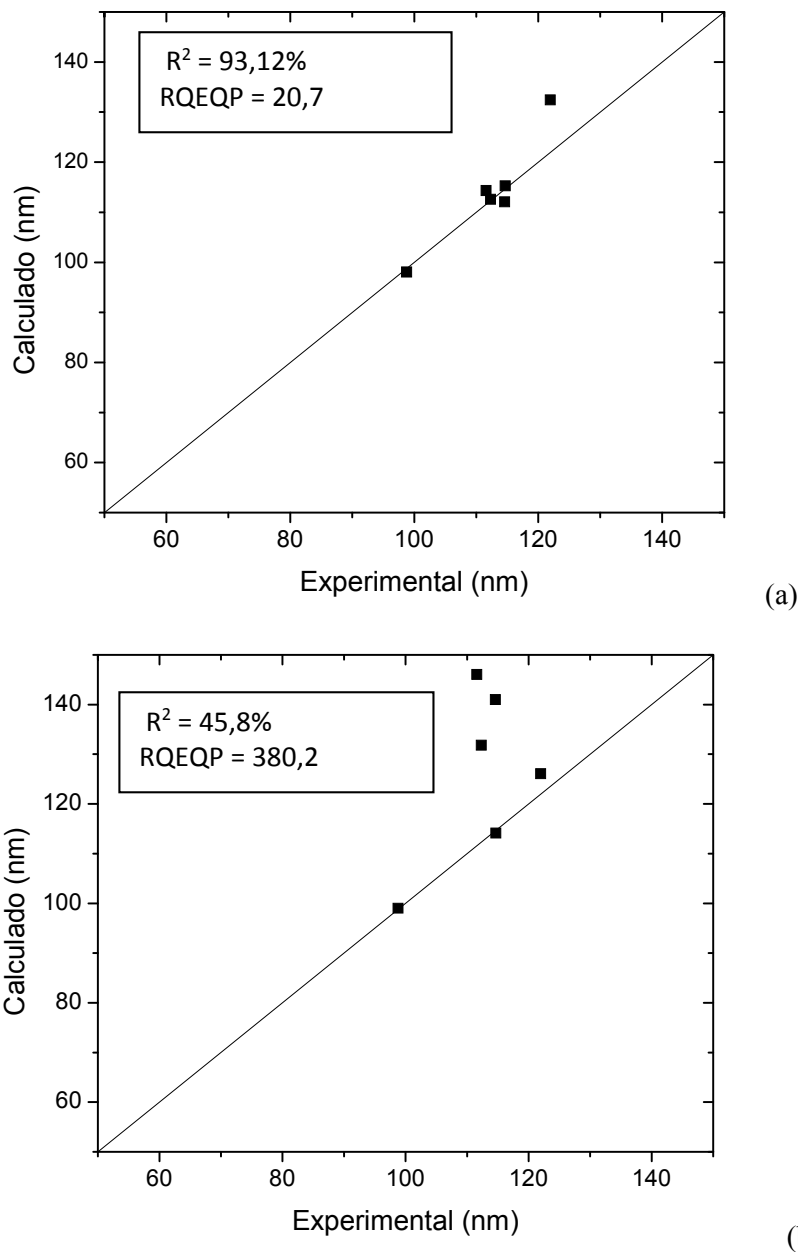 R² = 93,12%
RQEQP = 20,7
140
120
100
80
60
Calculado (nm)
60 80 100 120 140
Experimental (nm)
(a)
R² = 45,8%
RQEQP = 380,2
140
120
100
80
60
Calculado (nm)
60 80 100 120 140
Experimental (nm)
(